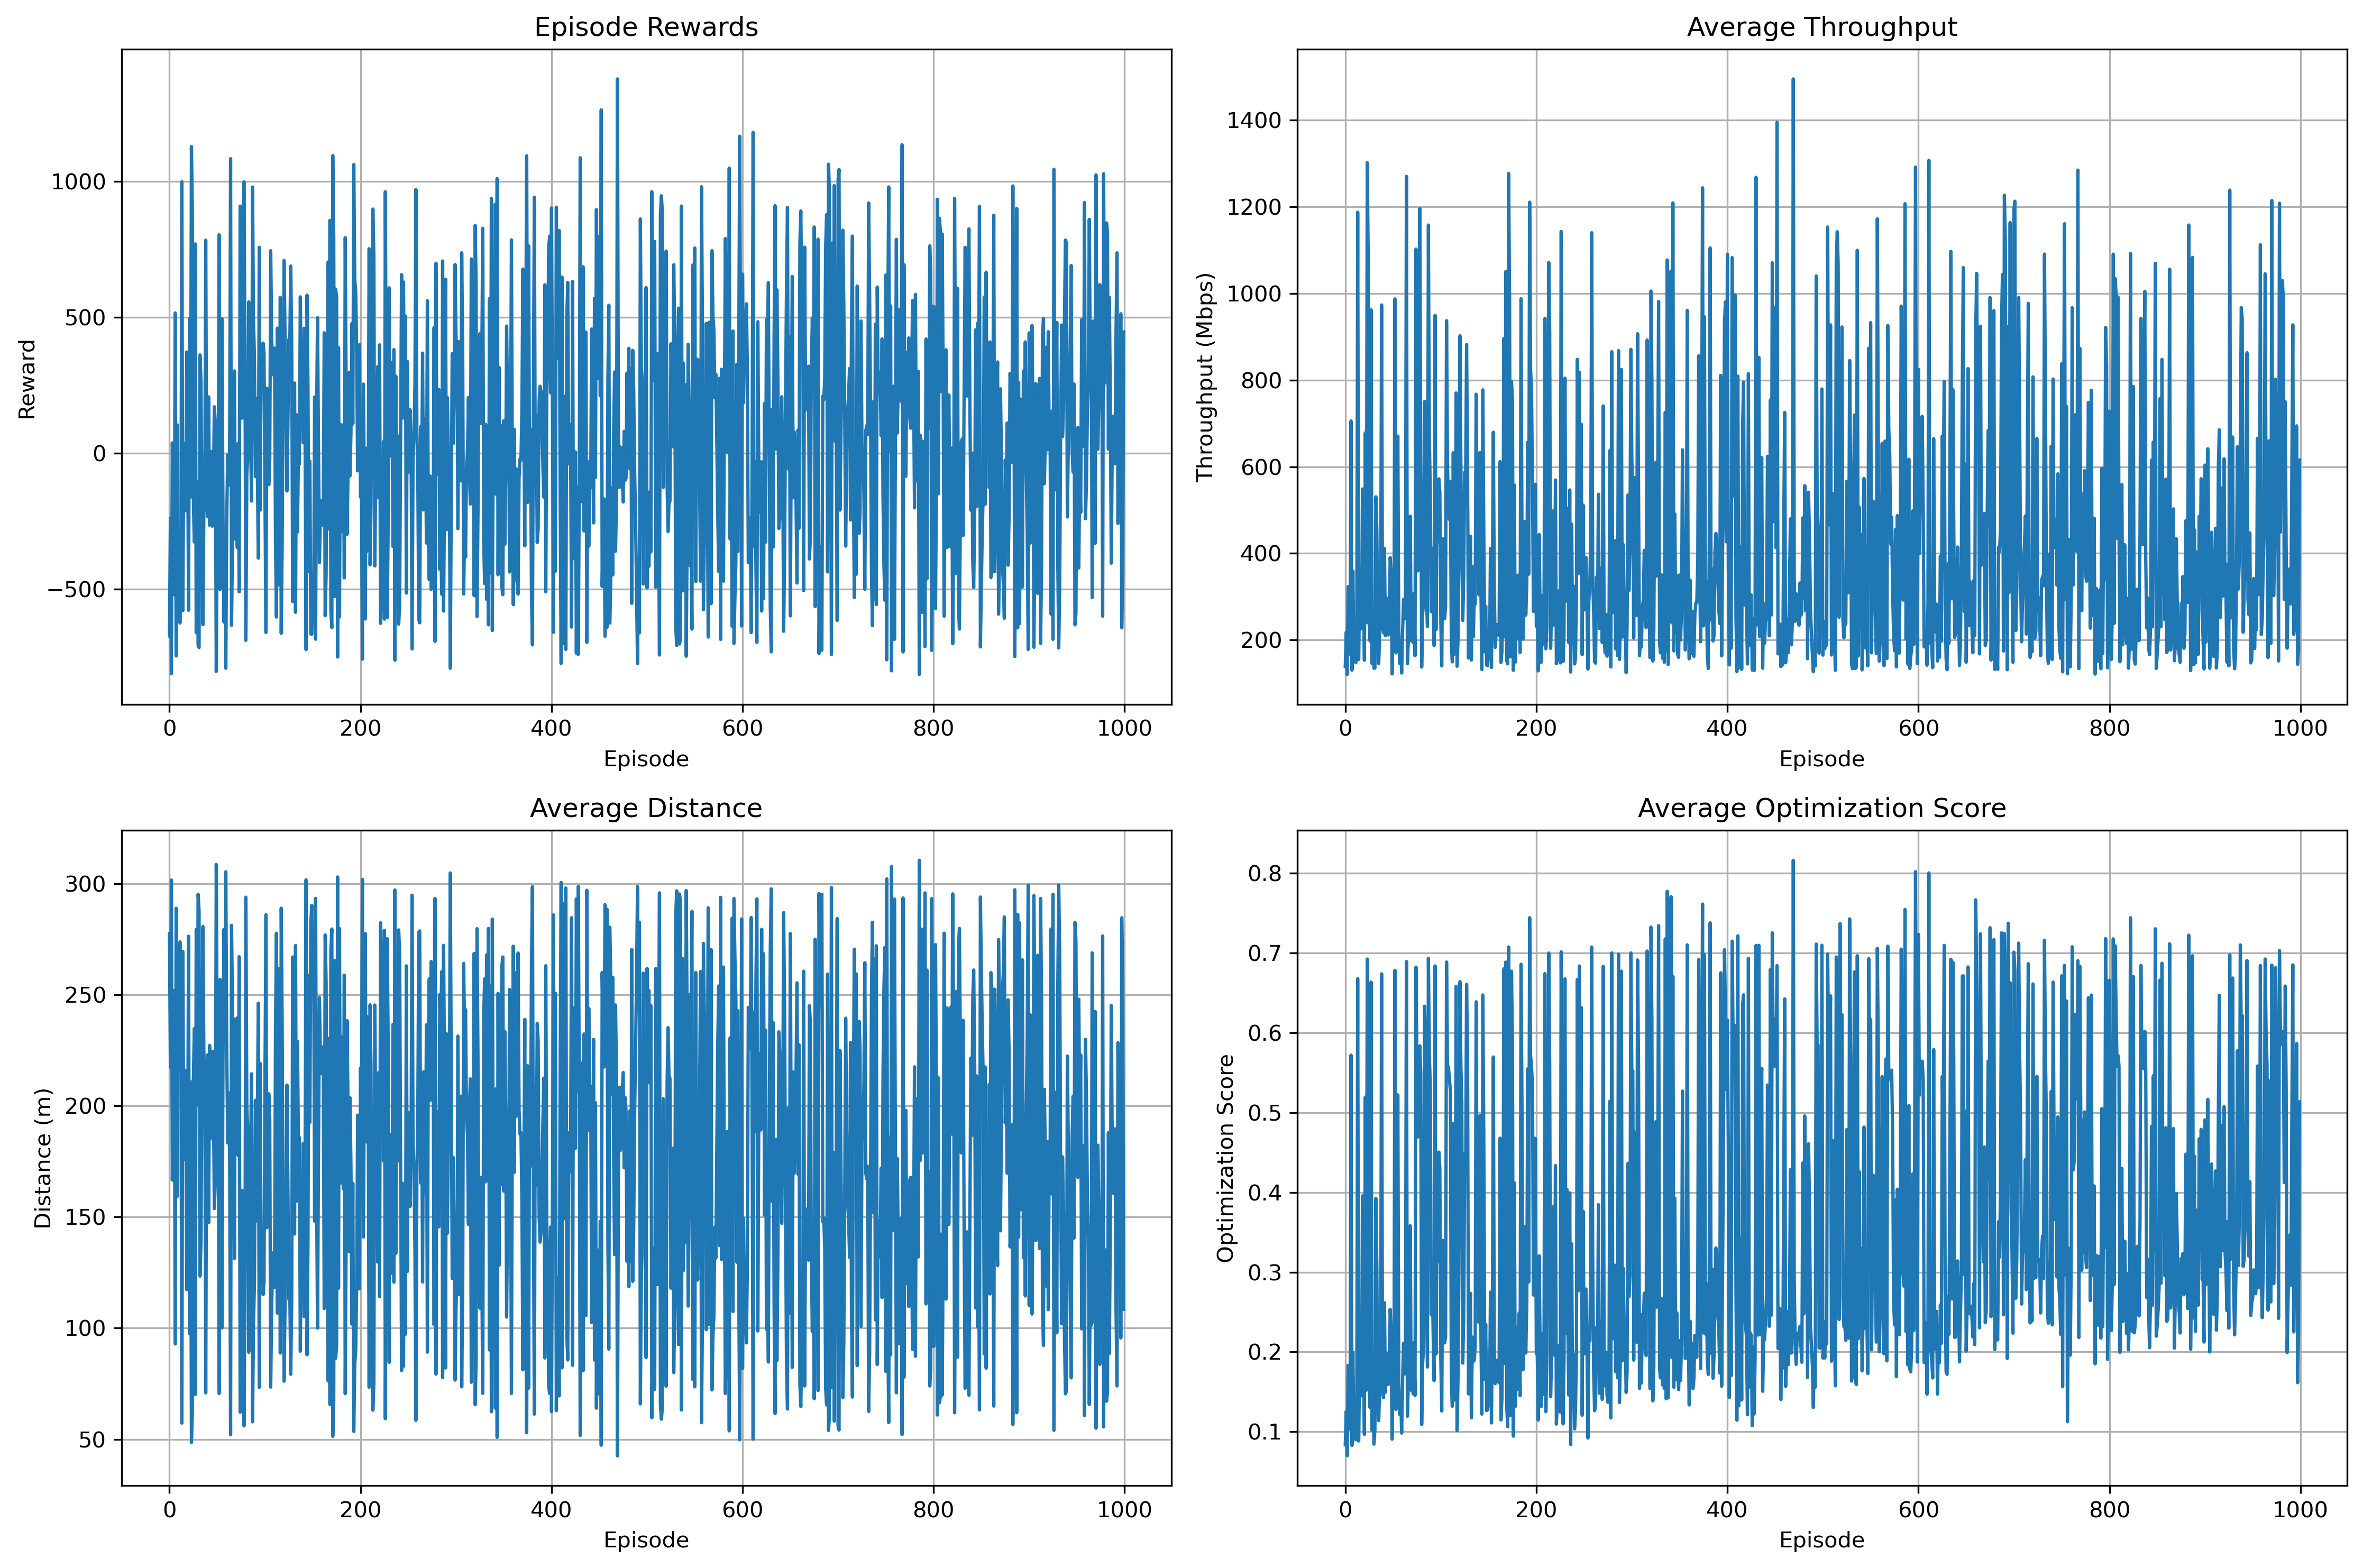 Episode Rewards
Reward
1000
500
0
−500
0 200 400 600 800 1000
Episode
Average Throughput
Throughput (Mbps)
1400
1200
1000
800
600
400
200
0 200 400 600 800 1000
Episode
Average Distance
Distance (m)
300
250
200
150
100
50
0 200 400 600 800 1000
Episode
Average Optimization Score
Optimization Score
0.8
0.7
0.6
0.5
0.4
0.3
0.2
0.1
0 200 400 600 800 1000
Episode